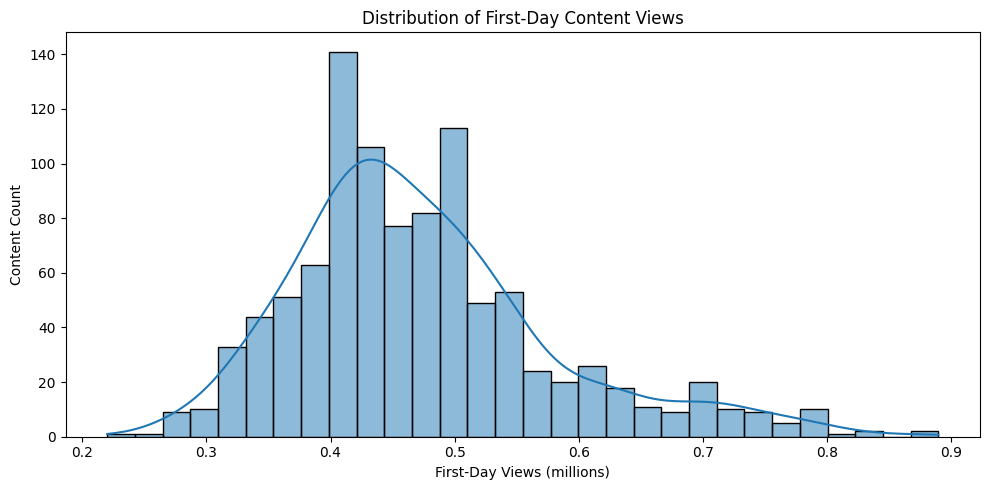 Distribution of First-Day Content Views
Content Count
140
120
100
80
60
40
20
0
0.2 0.3 0.4 0.5 0.6 0.7 0.8 0.9
First-Day Views (millions)